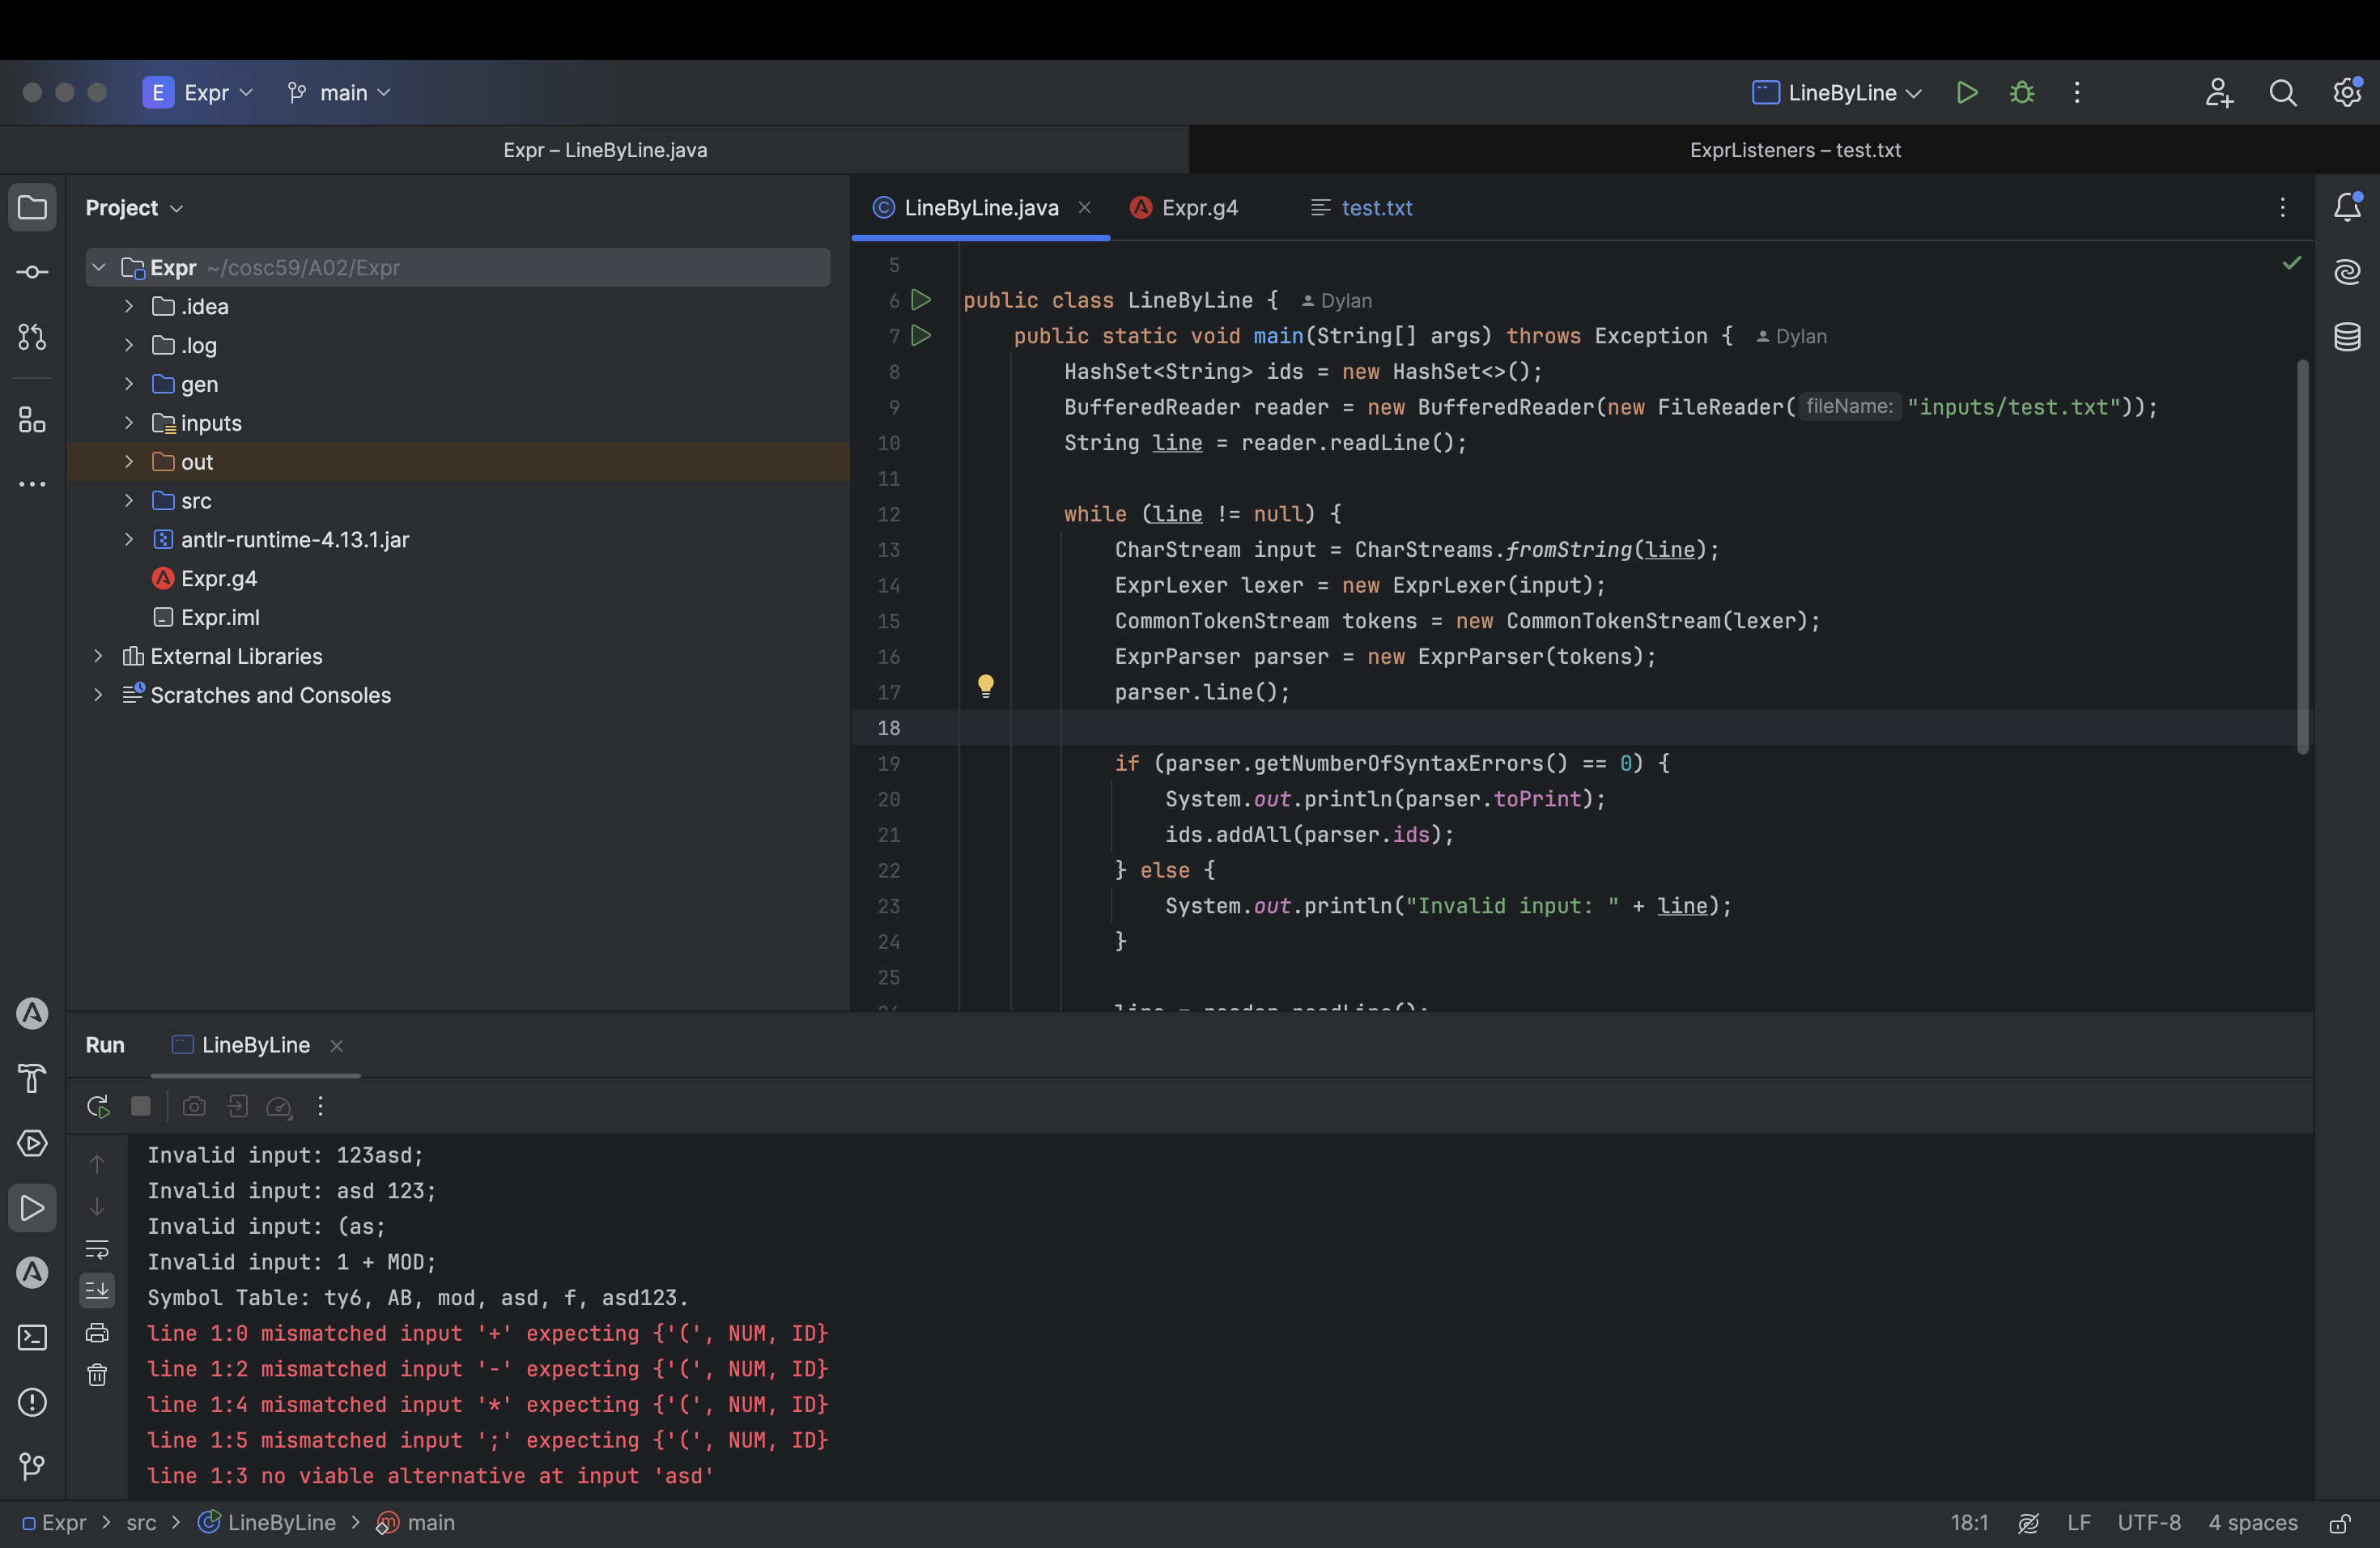 E Expr main LineByLine
Expr – LineByLine.java ExprListeners – test.txt
Project
Expr ~/cosc59/A02/Expr
.idea
.log
gen
inputs
out
src
antlr-runtime-4.13.1.jar
Expr.g4
Expr.iml
External Libraries
Scratches and Consoles
LineByLine.java Expr.g4 test.txt
5
6 public class LineByLine { Dylan
7 public static void main(String[] args) throws Exception { Dylan
8 HashSet<String> ids = new HashSet<>();
9 BufferedReader reader = new BufferedReader(new FileReader( fileName: "inputs/test.txt"));
10 String line = reader.readLine();
11
12 while (line != null) {
13 CharStream input = CharStreams.fromString(line);
14 ExprLexer lexer = new ExprLexer(input);
15 CommonTokenStream tokens = new CommonTokenStream(lexer);
16 ExprParser parser = new ExprParser(tokens);
17 parser.line();
18
19 if (parser.getNumberOfSyntaxErrors() == 0) {
20 System.out.println(parser.toPrint);
21 ids.addAll(parser.ids);
22 } else {
23 System.out.println("Invalid input: " + line);
24 }
25
line = reader.readLine();
Run LineByLine
Invalid input: 123asd;
Invalid input: asd 123;
Invalid input: (as;
Invalid input: 1 + MOD;
Symbol Table: ty6, AB, mod, asd, f, asd123.
line 1:0 mismatched input '+' expecting {'(', NUM, ID}
line 1:2 mismatched input '-' expecting {'(', NUM, ID}
line 1:4 mismatched input '*' expecting {'(', NUM, ID}
line 1:5 mismatched input ';' expecting {'(', NUM, ID}
line 1:3 no viable alternative at input 'asd'
Expr > src > LineByLine > main 18:1 LF UTF-8 4 spaces